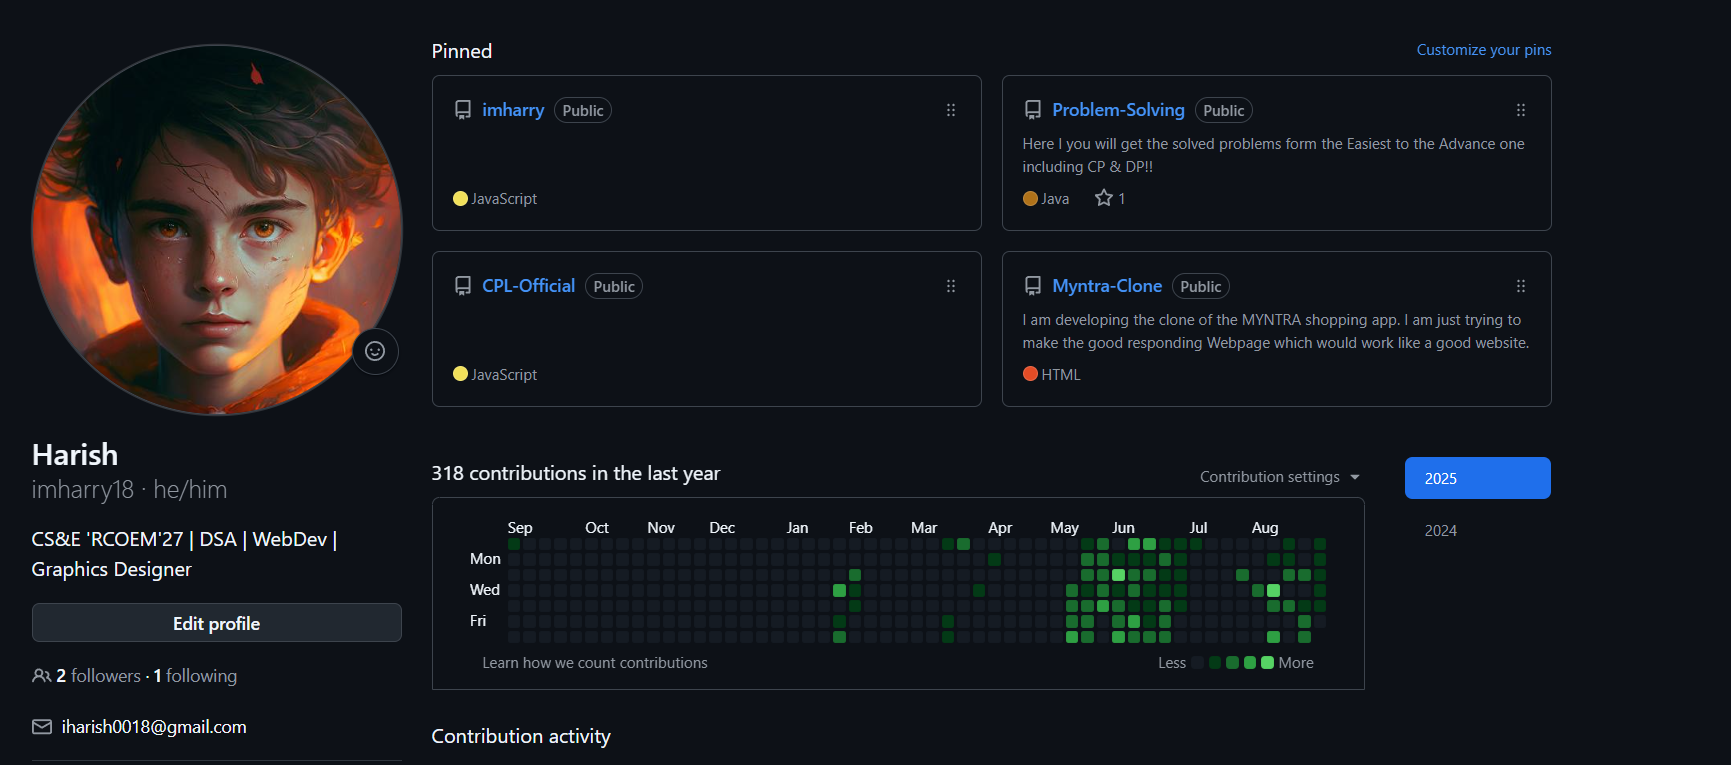 Pinned
Customize your pins
imharry Public
JavaScript
Problem-Solving Public
Here I you will get the solved problems form the Easiest to the Advance one
including CP & DP!!
Java 1
CPL-Official Public
JavaScript
Myntra-Clone Public
I am developing the clone of the MYNTRA shopping app. I am just trying to
make the good responding Webpage which would work like a good website.
HTML
Harish
imharry18 · he/him
CS&E 'RCOEM'27 | DSA | WebDev |
Graphics Designer
Edit profile
2 followers · 1 following
iharish0018@gmail.com
318 contributions in the last year
Contribution settings
2025
2024
Sep Oct Nov Dec Jan Feb Mar Apr May Jun Jul Aug
Mon
Wed
Fri
Learn how we count contributions
Less More
Contribution activity